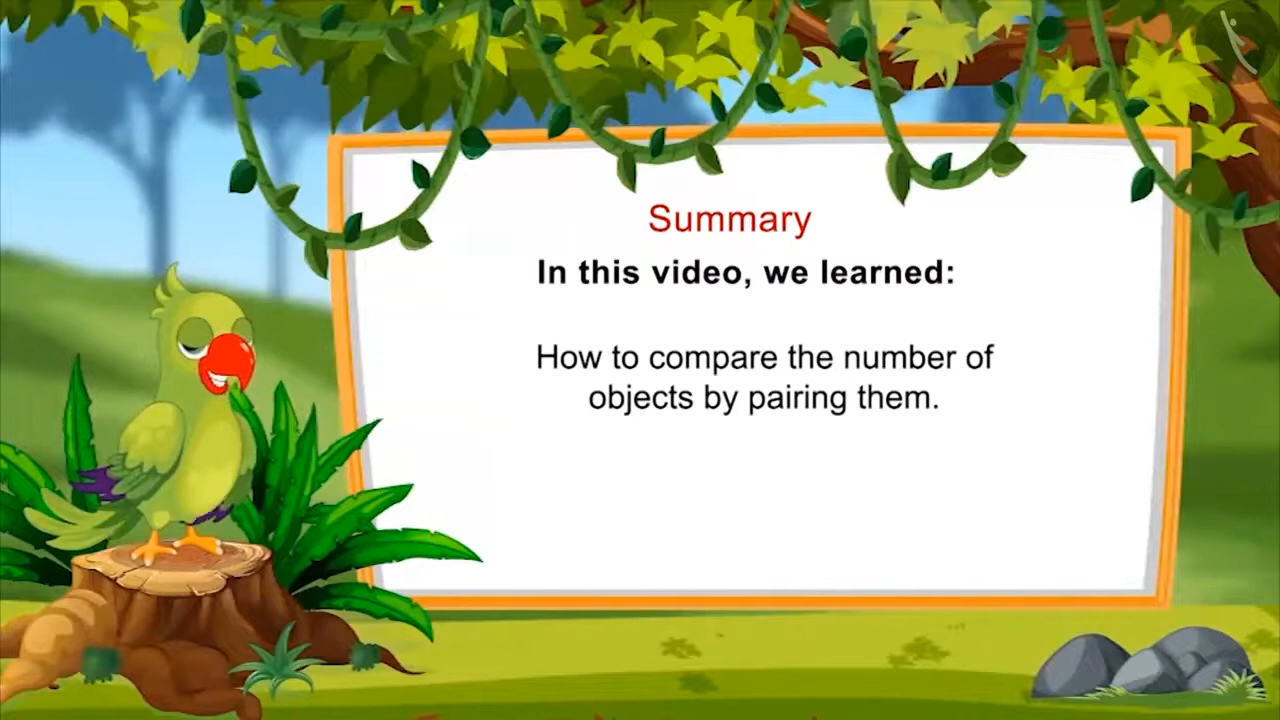 Summary
In this video, we learned:
How to compare the number of
objects by pairing them.